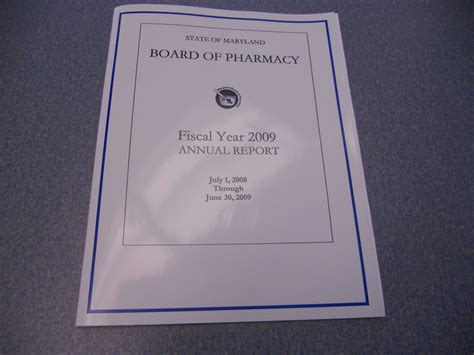 STATE OF MARYLAND
BOARD OF PHARMACY
Fiscal Year 2009
ANNUAL REPORT
July 1, 2008
Through
June 30, 2009